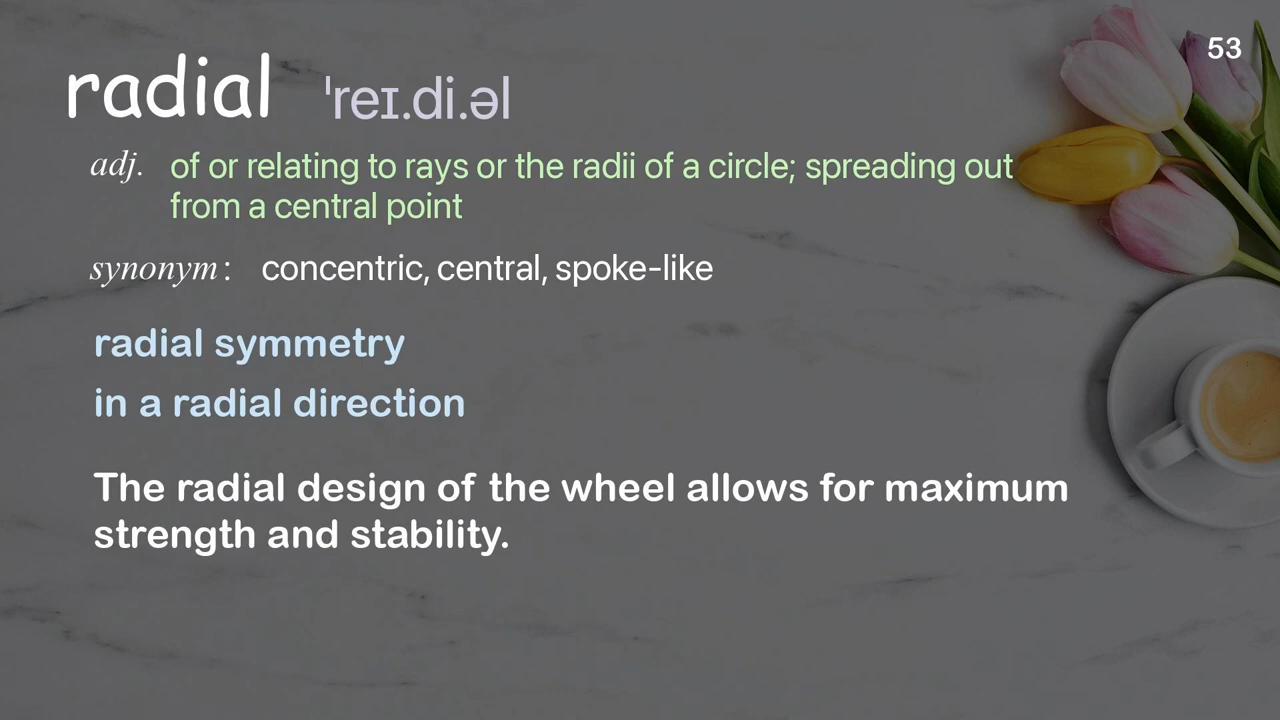 53
radial ˈreɪ.di.əl
adj. of or relating to rays or the radii of a circle; spreading out
from a central point
synonym: concentric, central, spoke-like
radial symmetry
in a radial direction
The radial design of the wheel allows for maximum
strength and stability.